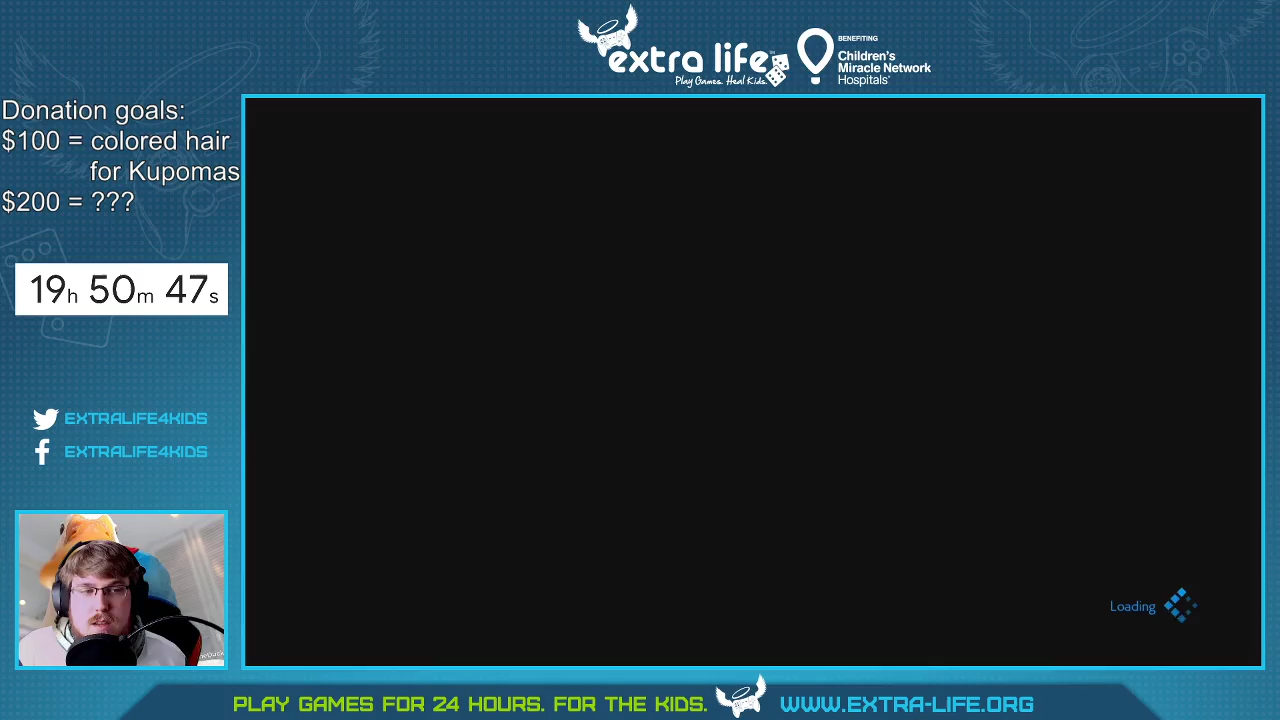 extra life
Play Games. Heal Kids.
BENEFITING
Children's
Miracle Network
Hospitals
Donation goals:
$100 = colored hair
for Kupomas
$200 = ???
19h 50m 47s
EXTRALIFE4KIDS
EXTRALIFE4KIDS
Loading
PLAY GAMES FOR 24 HOURS. FOR THE KIDS.
WWW.EXTRA-LIFE.ORG